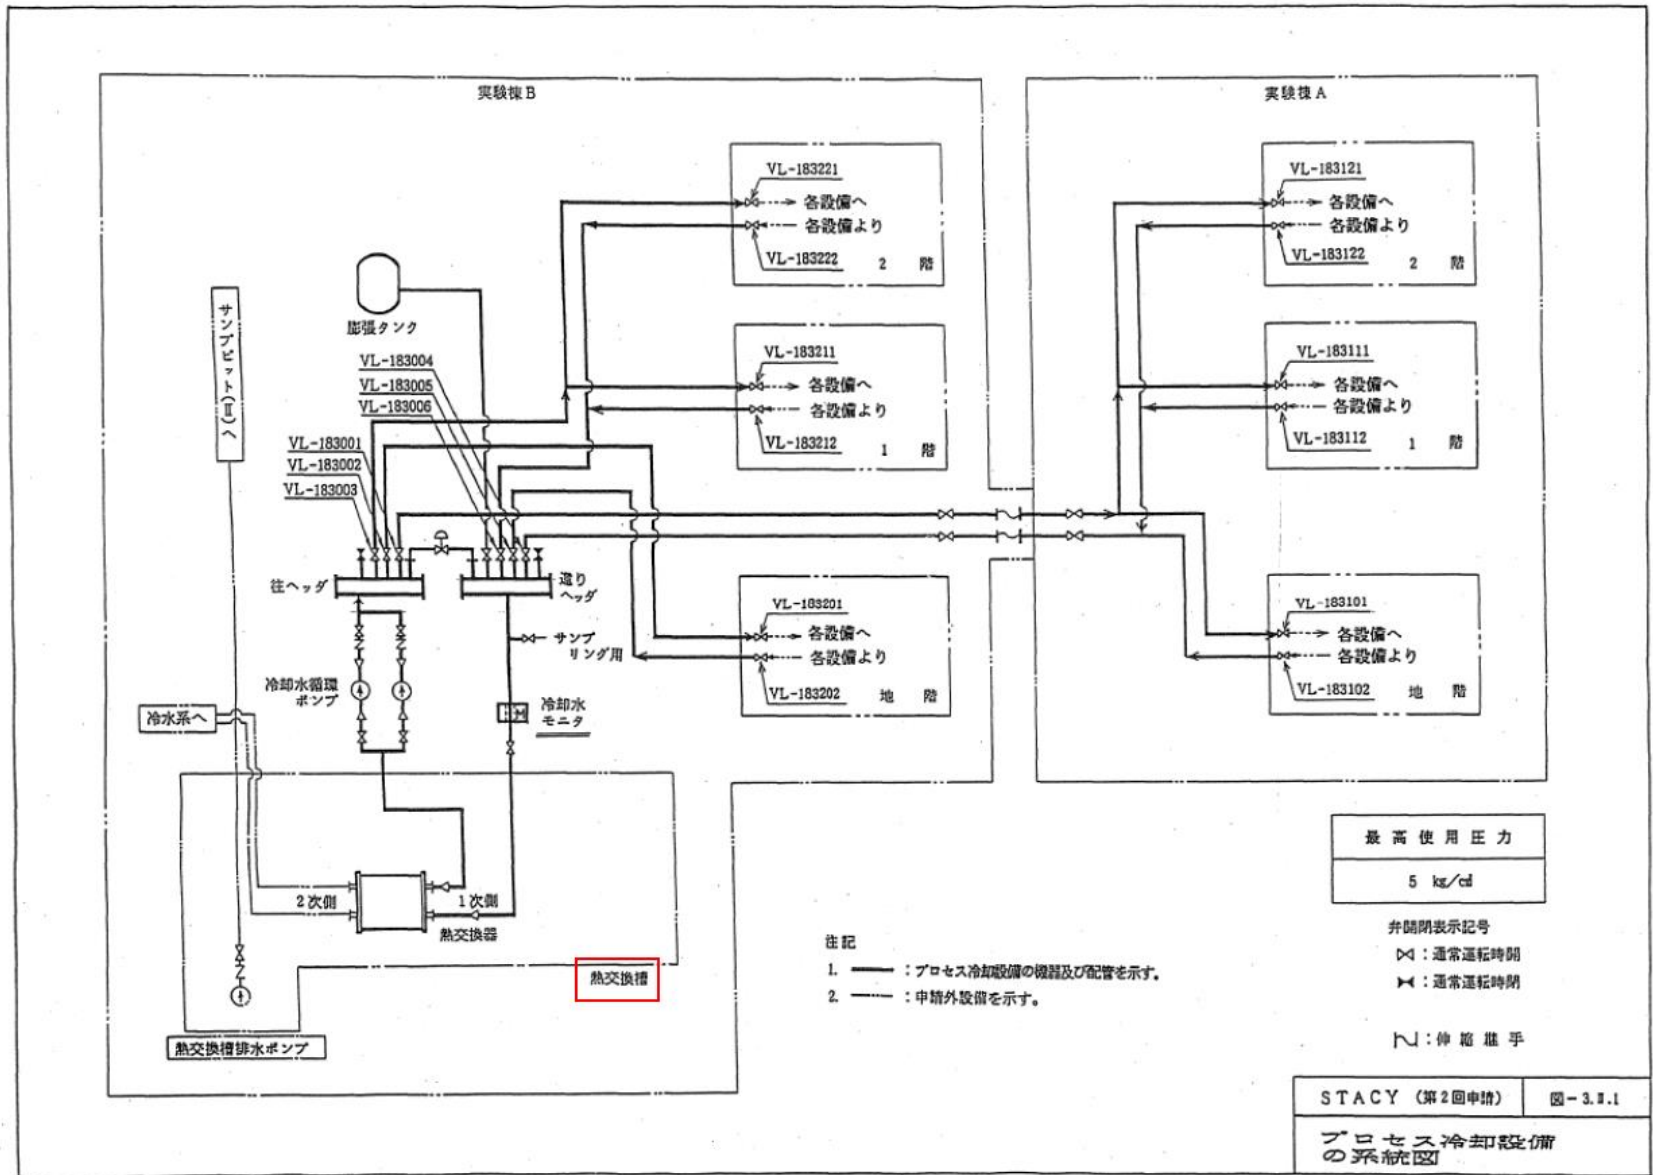 実験棟B
実験棟A
VL-183221
各設備へ
各設備より
VL-183222
2 階
VL-183121
各設備へ
各設備より
VL-183122
2 階
膨張タンク
サンプピット(Ⅱ)へ
VL-183004
VL-183005
VL-183006
VL-183001
VL-183002
VL-183003
VL-183211
各設備へ
各設備より
VL-183212
1 階
VL-183111
各設備へ
各設備より
VL-183112
1 階
往ヘッダ
還り
ヘッダ
サンプ
リング用
VL-183201
各設備へ
各設備より
VL-183202
地 階
VL-183101
各設備へ
各設備より
VL-183102
地 階
冷却水循環
ポンプ
冷却水
モニタ
M
冷水系へ
2次側
1次側
熱交換器
熱交換槽
熱交換槽排水ポンプ
最高使用圧力
5 kg/cm²
注記
1. ：プロセス冷却設備の機器及び配管を示す。
2. ：申請外設備を示す。
弁開閉表示記号
：通常運転時開
：通常運転時閉
：伸縮継手
STACY (第2回申請)
図-3.Ⅱ.1
プロセス冷却設備
の系統図